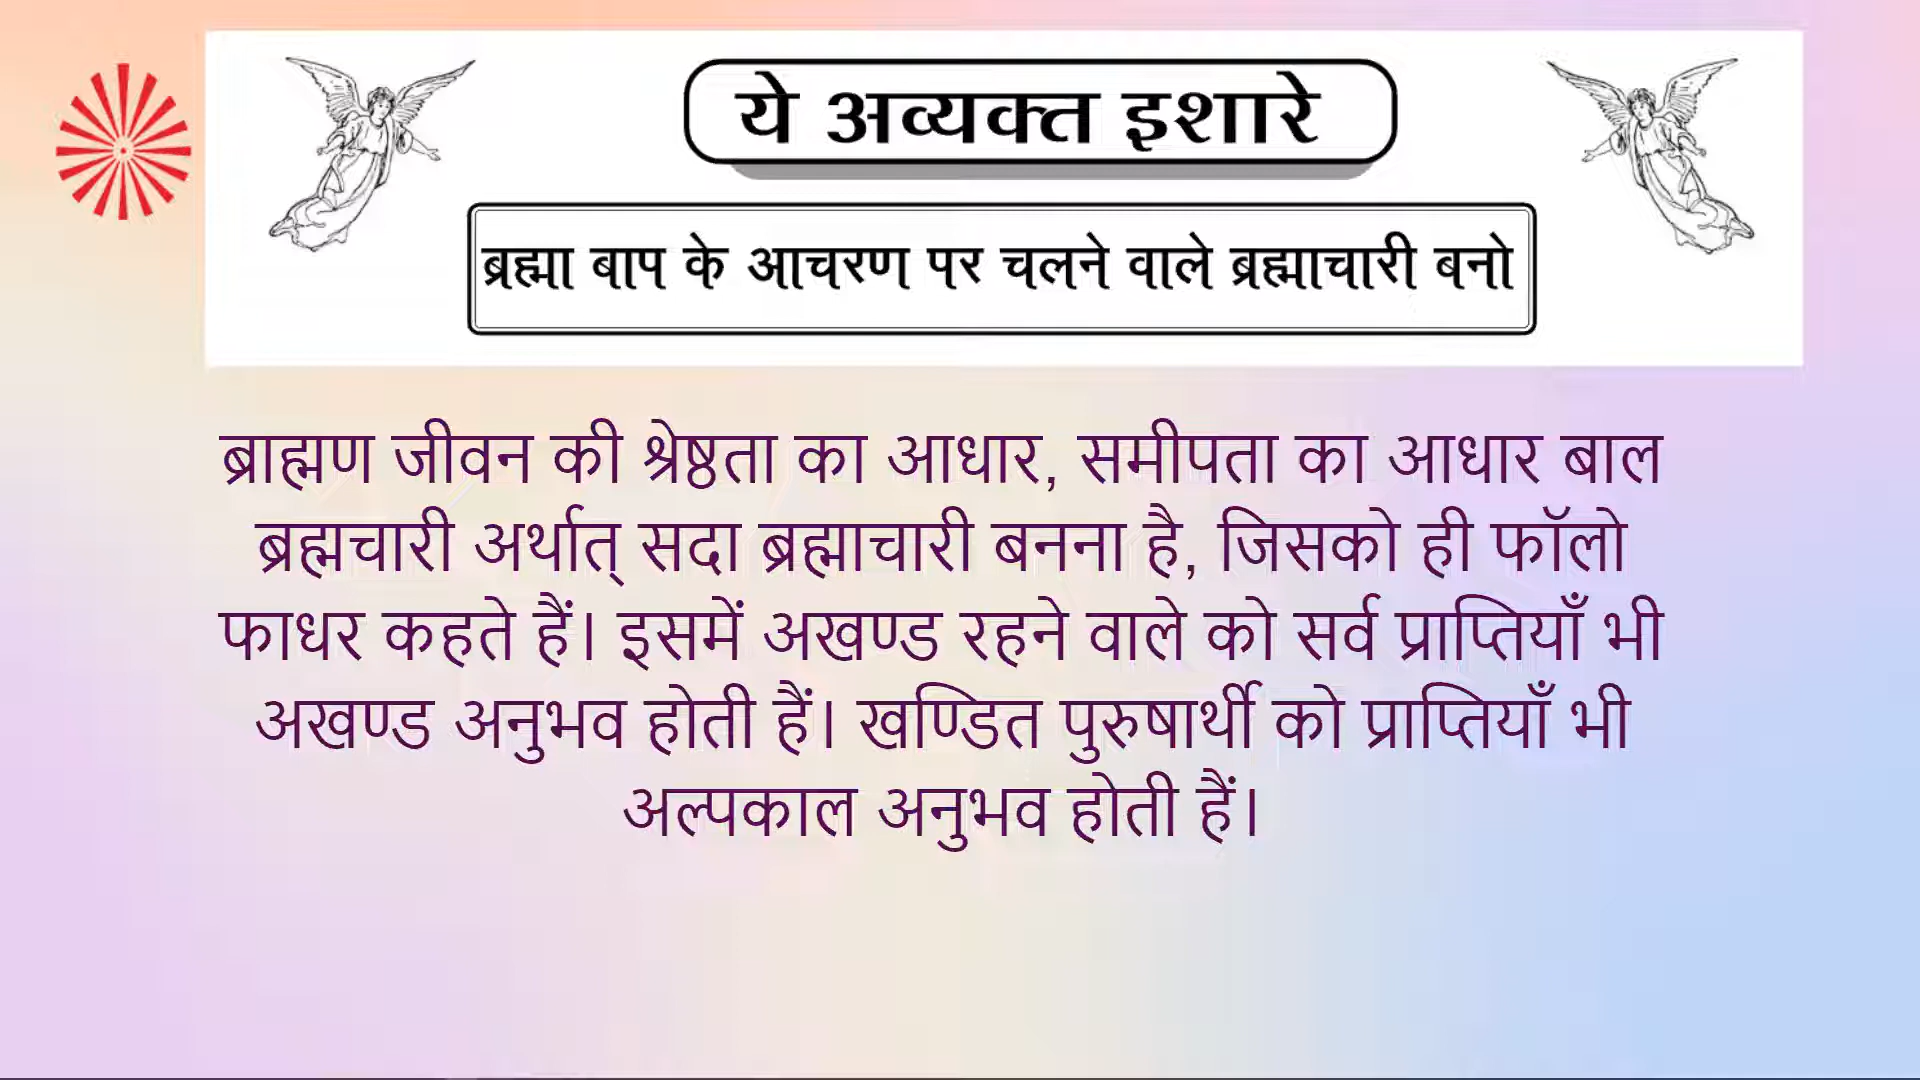 ये अव्यक्त इशारे
ब्रह्मा बाप के आचरण पर चलने वाले ब्रह्माचारी बनो
ब्राह्मण जीवन की श्रेष्ठता का आधार, समीपता का आधार बाल
ब्रह्मचारी अर्थात् सदा ब्रह्माचारी बनना है, जिसको ही फॉलो
फाधर कहते हैं। इसमें अखण्ड रहने वाले को सर्व प्राप्तियाँ भी
अखण्ड अनुभव होती हैं। खण्डित पुरुषार्थी को प्राप्तियाँ भी
अल्पकाल अनुभव होती हैं।